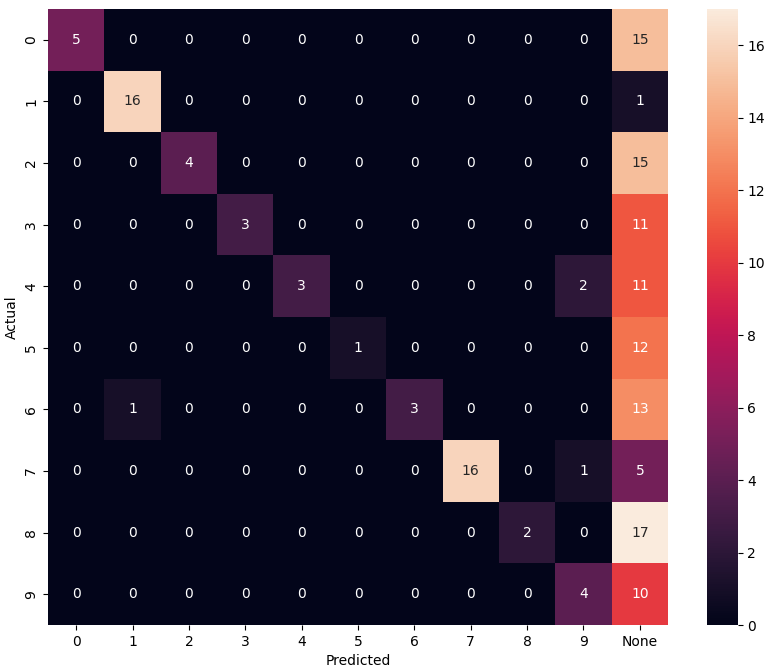 0 5 0 0 0 0 0 0 0 0 0 15
1 0 16 0 0 0 0 0 0 0 0 1
2 0 0 4 0 0 0 0 0 0 0 15
3 0 0 0 3 0 0 0 0 0 0 11
4 0 0 0 0 3 0 0 0 0 2 11
5 0 0 0 0 0 1 0 0 0 0 12
6 0 1 0 0 0 0 3 0 0 0 13
7 0 0 0 0 0 0 0 16 0 1 5
8 0 0 0 0 0 0 0 0 2 0 17
9 0 0 0 0 0 0 0 0 0 4 10
0 1 2 3 4 5 6 7 8 9 None
Predicted
Actual
16
14
12
10
8
6
4
2
0